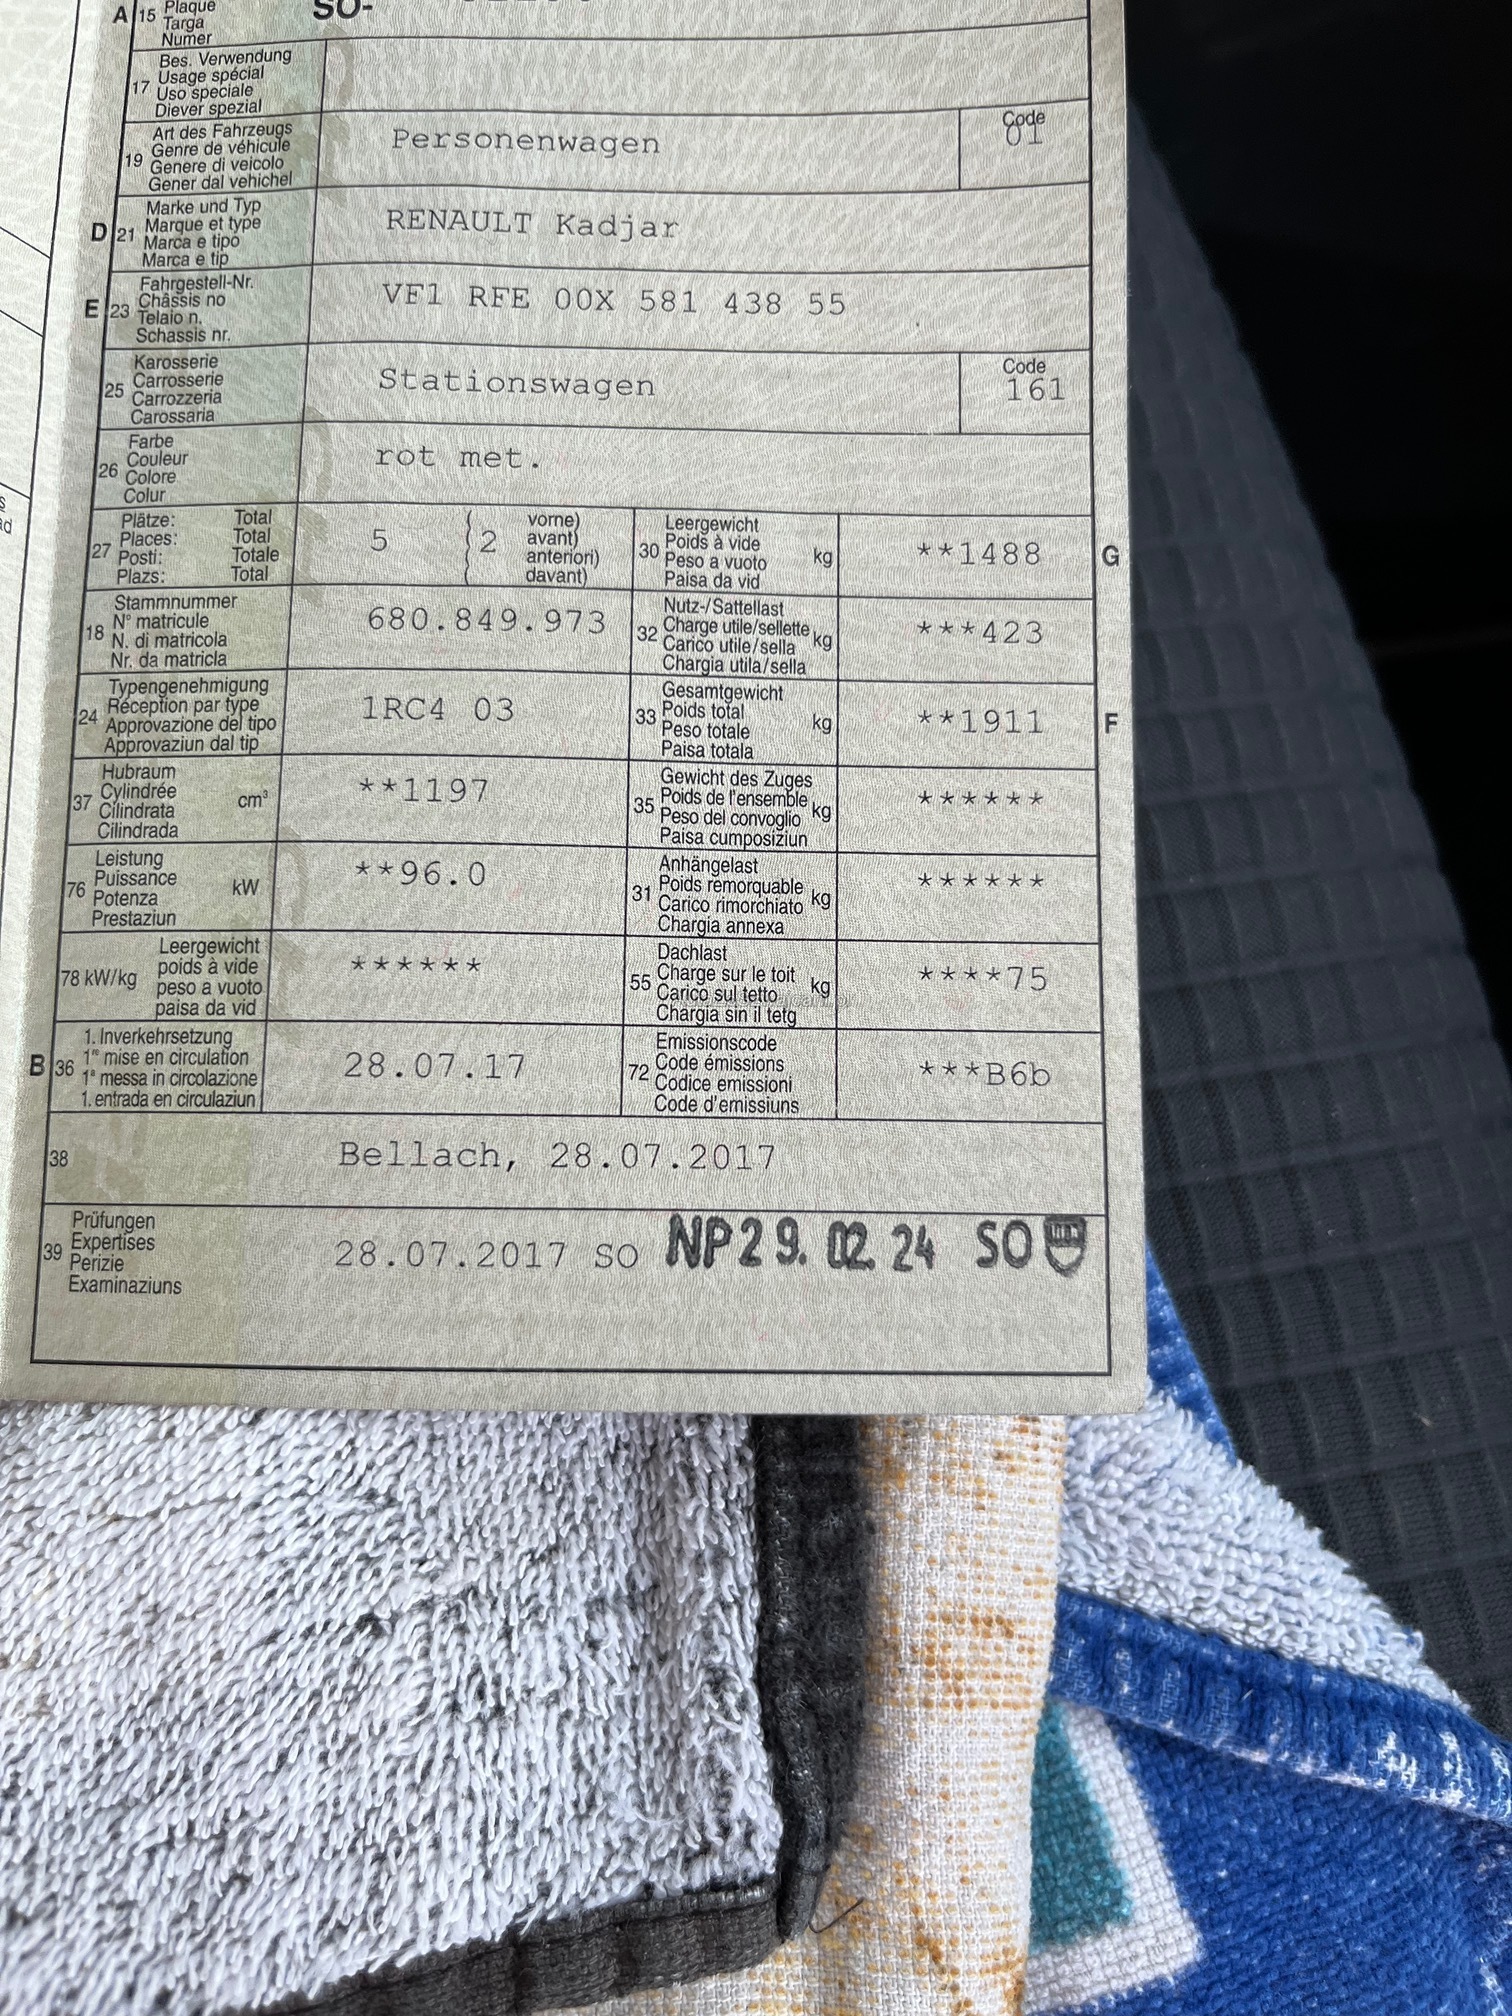 A 15 Plaque
Targa
Numer
SO-
17 Bes. Verwendung
Usage spécial
Uso speciale
Diever spezial
19 Art des Fahrzeugs
Genre de véhicule
Genere di veicolo
Gener dal vehichel
Personenwagen
Code
01
D 21 Marke und Typ
Marque et type
Marca e tipo
Marca e tip
RENAULT Kadjar
E 23 Fahrgestell-Nr.
Châssis no
Telaio n.
Schassis nr.
VF1 RFE 00X 581 438 55
25 Karosserie
Carrosserie
Carrozzeria
Carossaria
Stationswagen
Code
161
26 Farbe
Couleur
Colore
Colur
rot met.
27 Plätze: Total
Places: Total
Posti: Totale
Plazs: Total
5 (2 vorne)
avant)
anteriori)
davant)
30 Leergewicht
Poids à vide
Peso a vuoto
Paisa da vid
kg
**1488
G
18 Stammnummer
N° matricule
N. di matricola
Nr. da matricla
680.849.973
32 Nutz-/Sattellast
Charge utile/sellette
Carico utile/sella
Chargia utila/sella
kg
***423
24 Typengenehmigung
Réception par type
Approvazione del tipo
Approvaziun dal tip
1RC4 03
33 Gesamtgewicht
Poids total
Peso totale
Paisa totala
kg
**1911
F
37 Hubraum
Cylindrée
Cilindrata
Cilindrada
cm³
**1197
35 Gewicht des Zuges
Poids de l'ensemble
Peso del convoglio
Paisa cumposiziun
kg
******
76 Leistung
Puissance
Potenza
Prestaziun
kW
**96.0
31 Anhängelast
Poids remorquable
Carico rimorchiato
Chargia annexa
kg
******
78 kW/kg
Leergewicht
poids à vide
peso a vuoto
paisa da vid
******
55 Dachlast
Charge sur le toit
Carico sul tetto
Chargia sin il tetg
kg
****75
B 36 1. Inverkehrsetzung
1re mise en circulation
1a messa in circolazione
1. entrada en circulaziun
28.07.17
72 Emissionscode
Code émissions
Codice emissioni
Code d'emissiuns
***B6b
38 Bellach, 28.07.2017
39 Prüfungen
Expertises
Perizie
Examinaziuns
28.07.2017 SO NP 29. 02. 24 SO